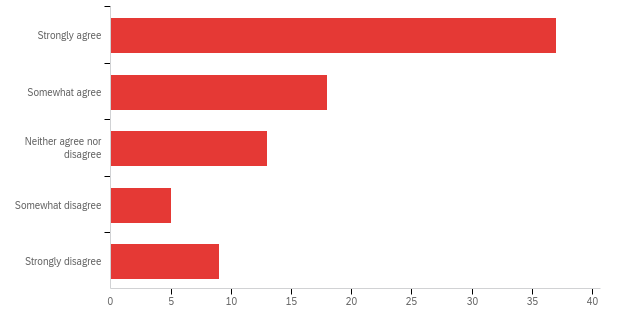 Strongly agree
Somewhat agree
Neither agree nor
disagree
Somewhat disagree
Strongly disagree
0 5 10 15 20 25 30 35 40